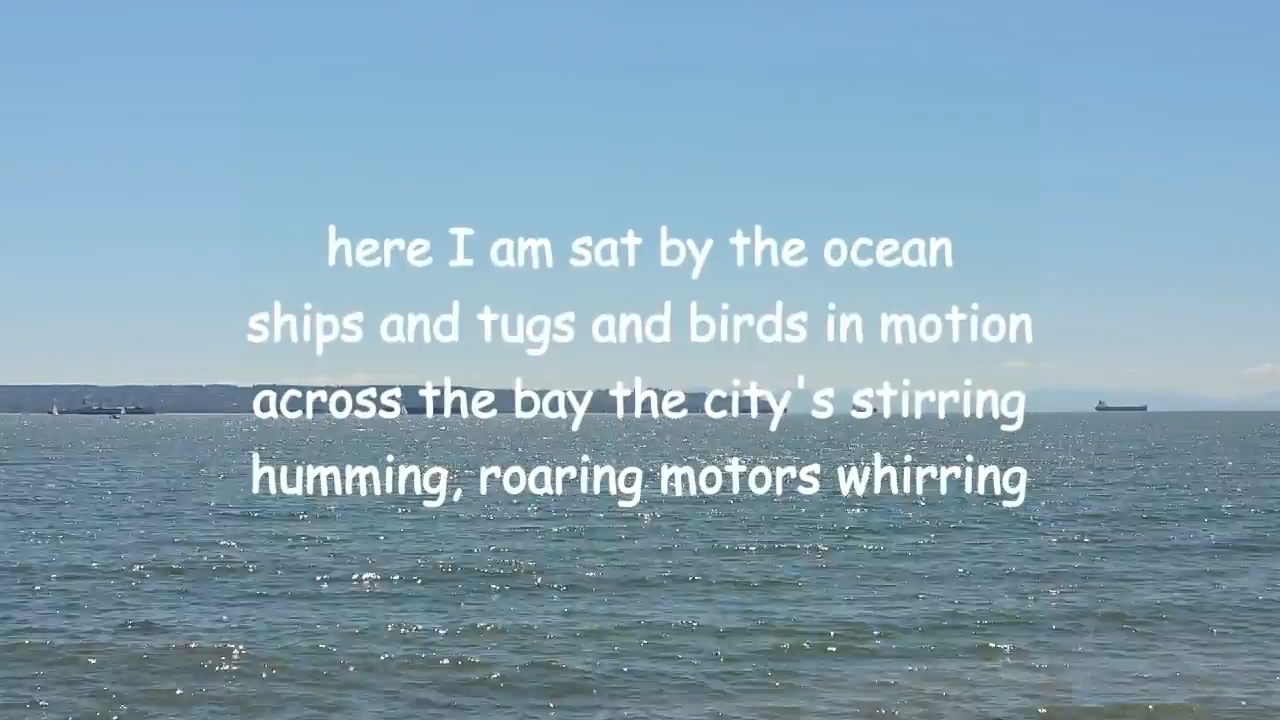 here I am sat by the ocean
ships and tugs and birds in motion
across the bay the city's stirring
humming, roaring motors whirring